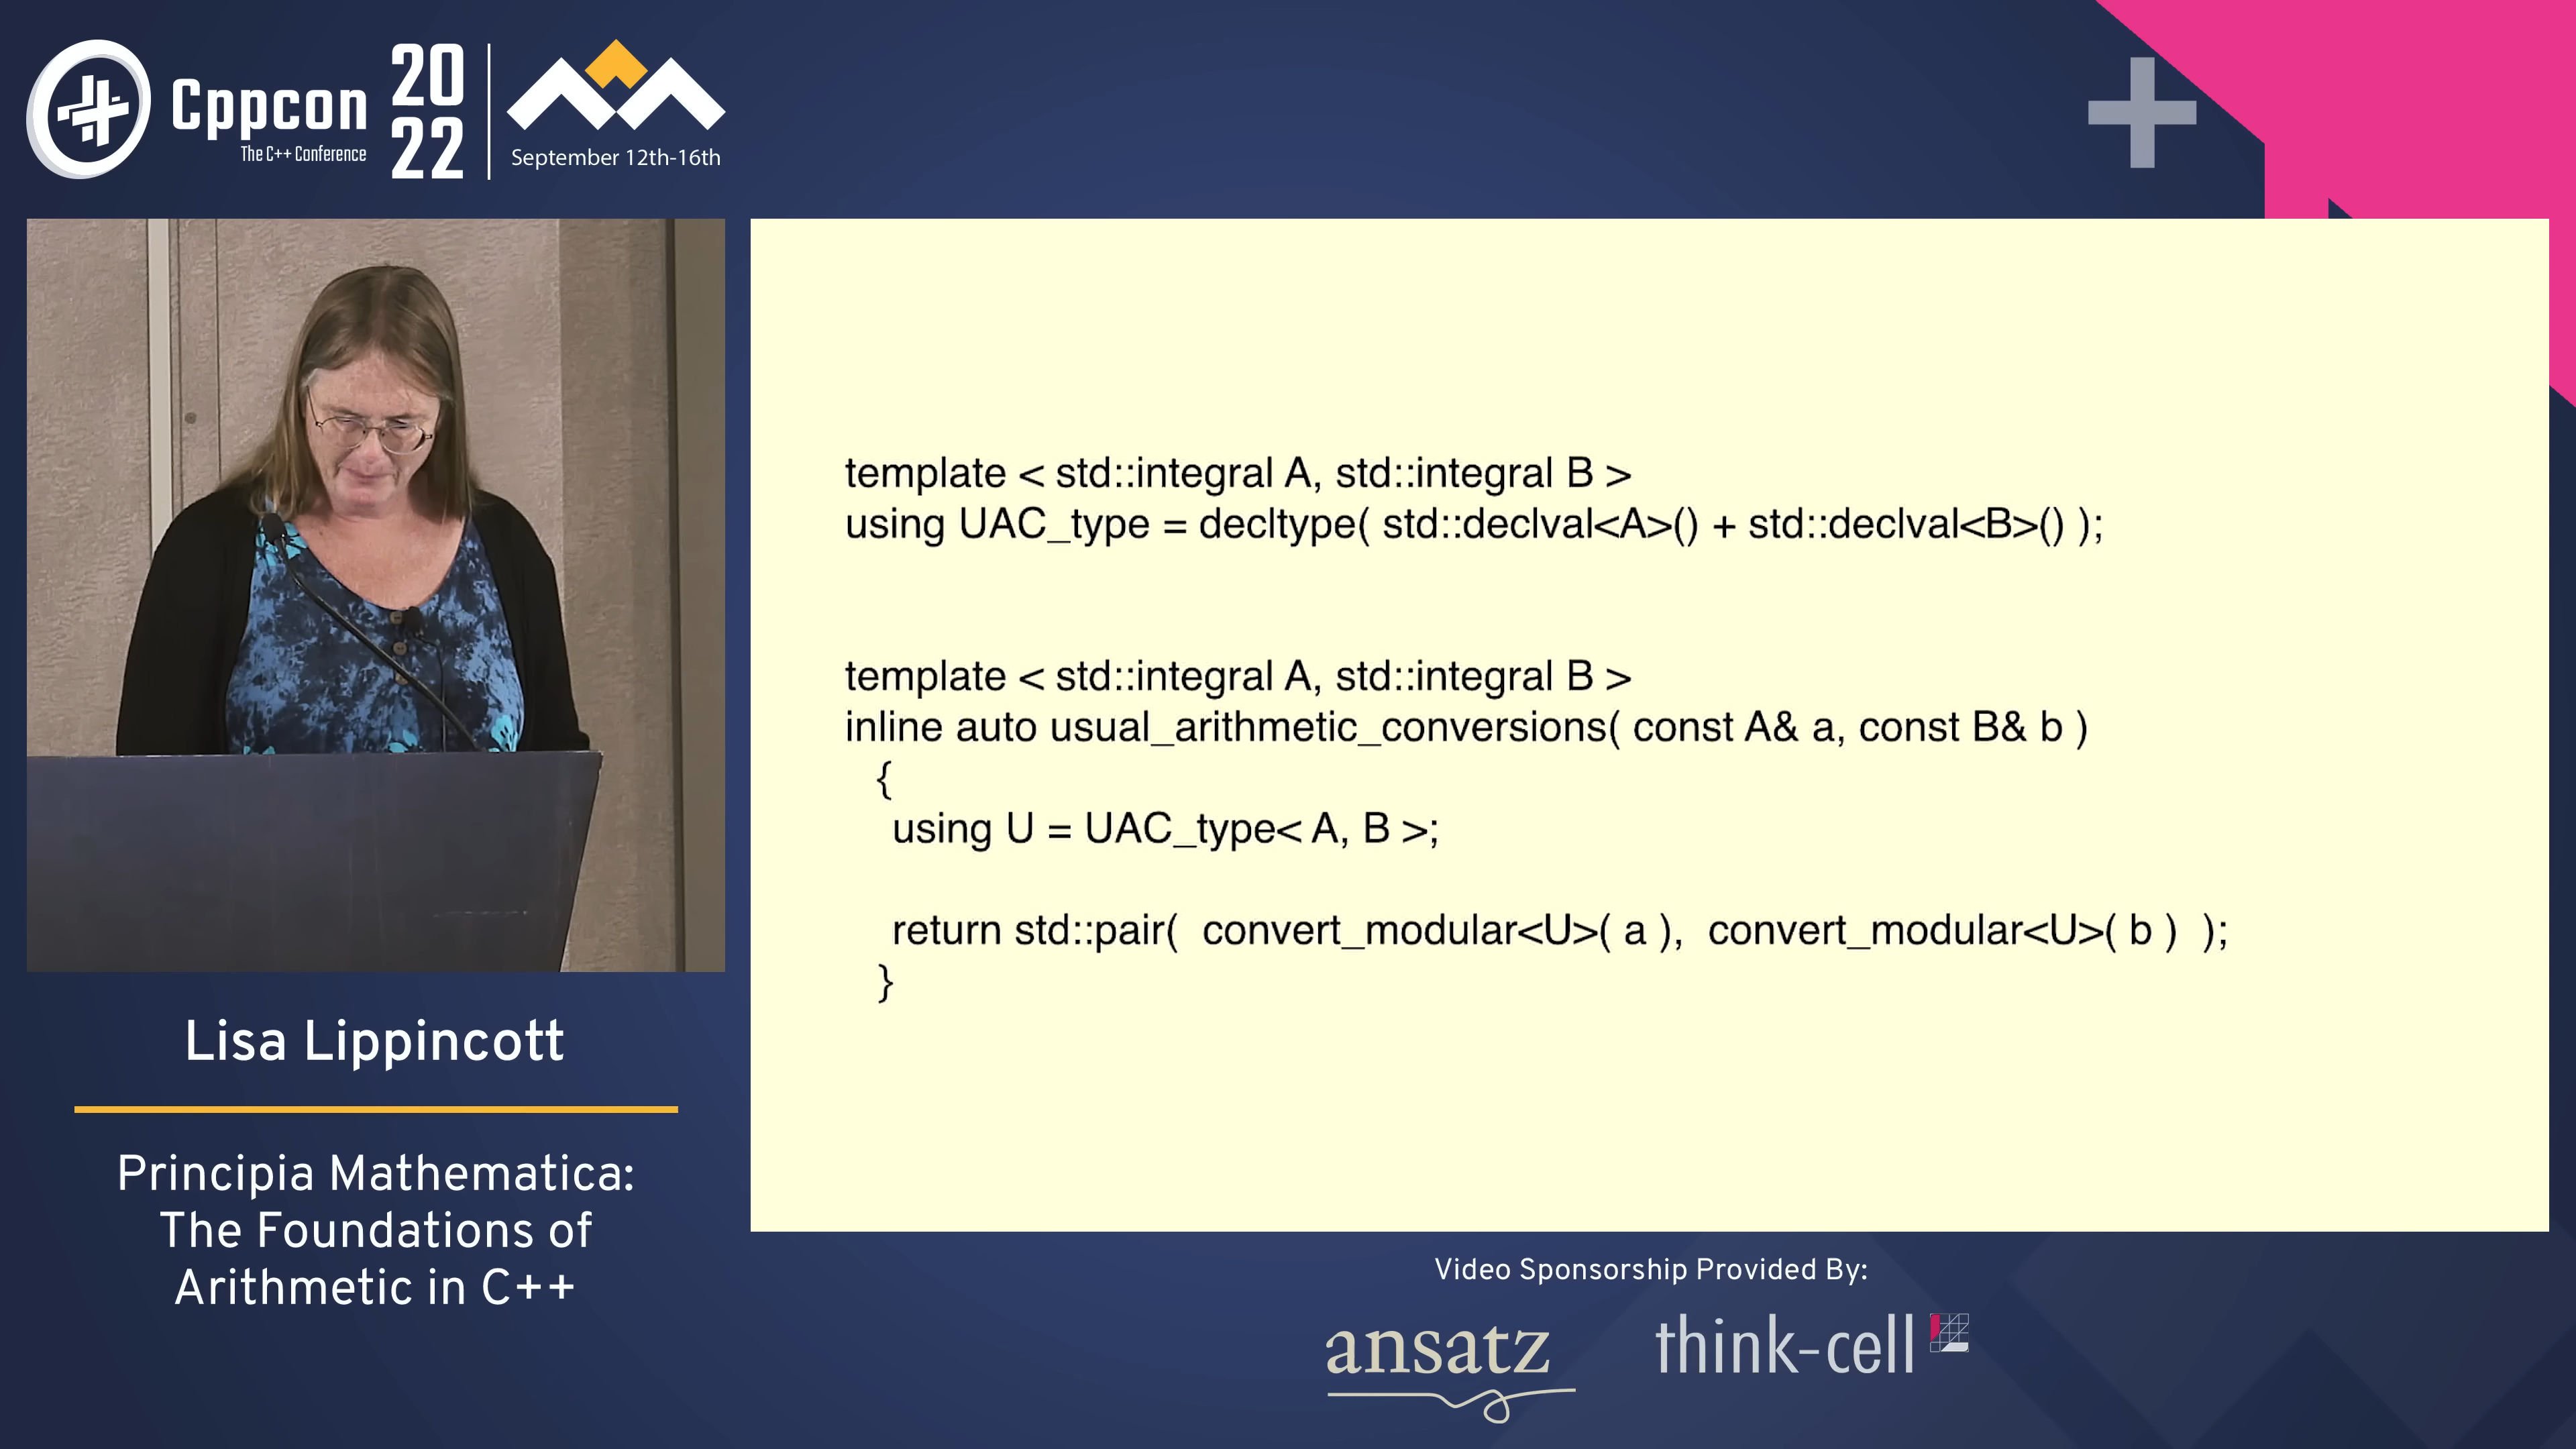 Cppcon
The C++ Conference
20
22
September 12th-16th
template < std::integral A, std::integral B >
using UAC_type = decltype( std::declval<A>() + std::declval<B>() );
template < std::integral A, std::integral B >
inline auto usual_arithmetic_conversions( const A& a, const B& b )
{
using U = UAC_type< A, B >;
return std::pair( convert_modular<U>( a ), convert_modular<U>( b ) );
}
Lisa Lippincott
Principia Mathematica:
The Foundations of
Arithmetic in C++
Video Sponsorship Provided By:
ansatz
think-cell